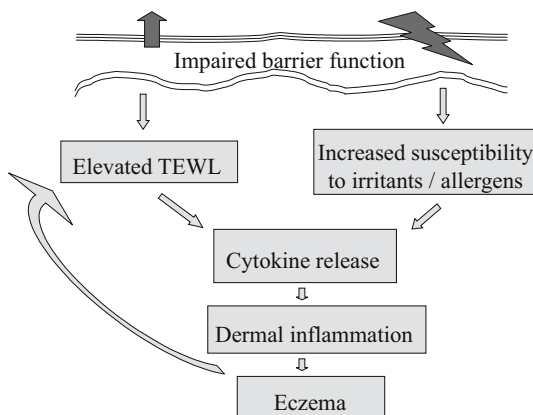 Impaired barrier function
Elevated TEWL
Increased susceptibility
to irritants / allergens
Cytokine release
Dermal inflammation
Eczema